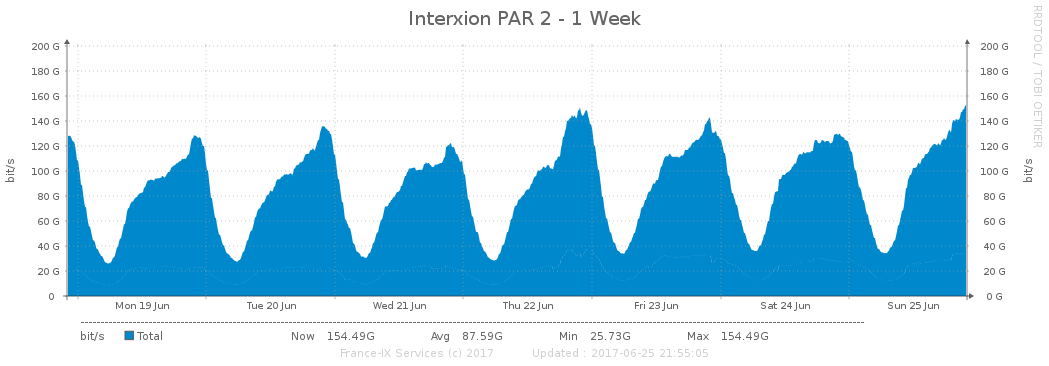 Interxion PAR 2 - 1 Week
RRDTOOL / TOBI OETIKER
200 G 200 G
180 G 180 G
160 G 160 G
140 G 140 G
120 G 120 G
100 G 100 G
80 G 80 G
60 G 60 G
40 G 40 G
20 G 20 G
0 0 G
bit/s
bit/s
Mon 19 Jun Tue 20 Jun Wed 21 Jun Thu 22 Jun Fri 23 Jun Sat 24 Jun Sun 25 Jun
bit/s Total Now 154.49G Avg 87.59G Min 25.73G Max 154.49G
France-IX Services (c) 2017 Updated : 2017-06-25 21:55:05